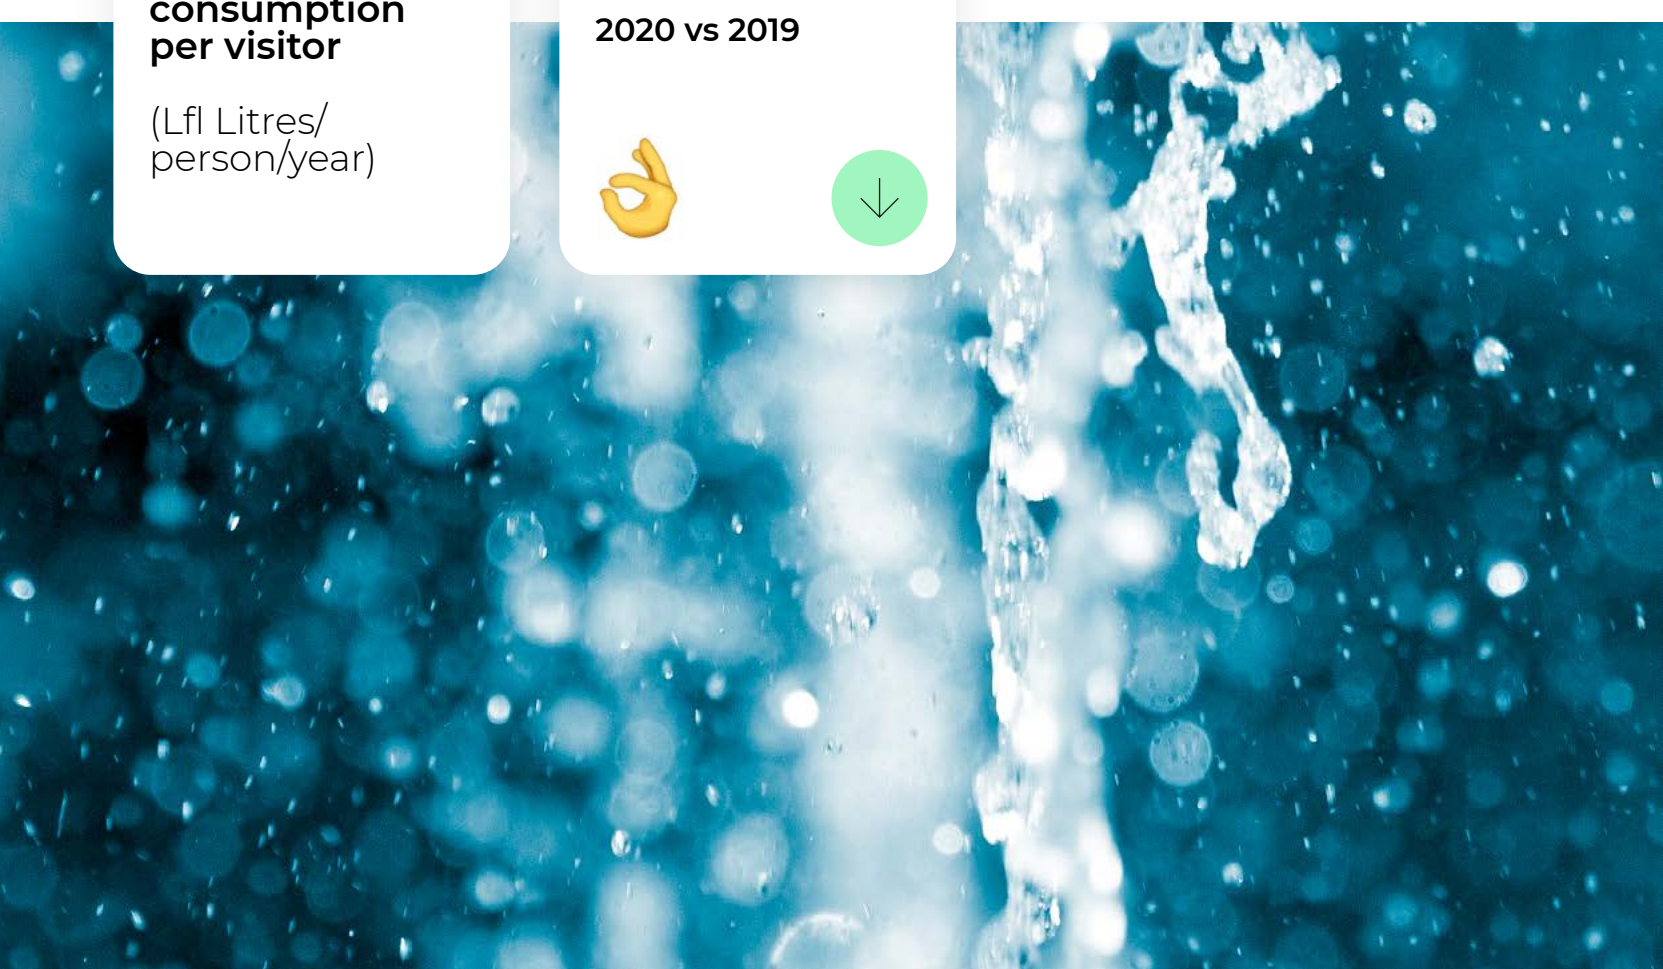 consumption
per visitor
(Lfl Litres/
person/year)
2020 vs 2019